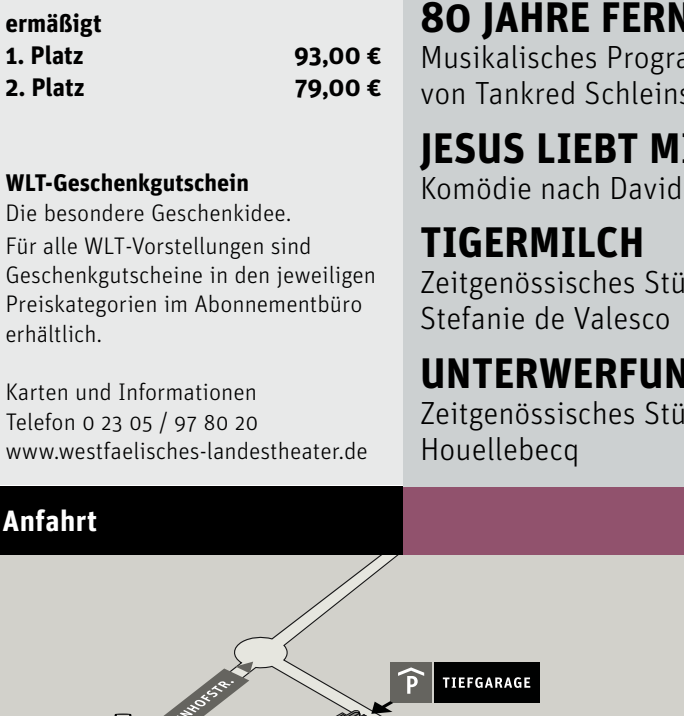 ermäßigt
1. Platz 93,00 €
2. Platz 79,00 €
WLT-Geschenkgutschein
Die besondere Geschenkidee.
Für alle WLT-Vorstellungen sind
Geschenkgutscheine in den jeweiligen
Preiskategorien im Abonnementbüro
erhältlich.
Karten und Informationen
Telefon 0 23 05 / 97 80 20
www.westfaelisches-landestheater.de
80 JAHRE FERN
Musikalisches Progra
von Tankred Schleins
JESUS LIEBT MI
Komödie nach David
TIGERMILCH
Zeitgenössisches Stü
Stefanie de Valesco
UNTERWERFUN
Zeitgenössisches Stü
Houellebecq
Anfahrt
NHOFSTR.
P TIEFGARAGE